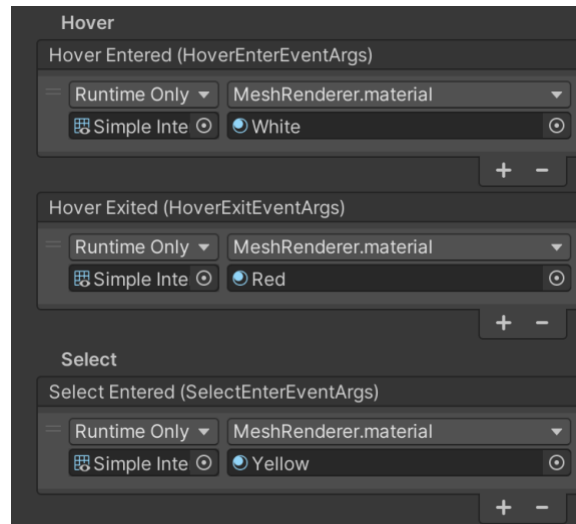 Hover
Hover Entered (HoverEnterEventArgs)
Runtime Only MeshRenderer.material
Simple Inte White
+ -
Hover Exited (HoverExitEventArgs)
Runtime Only MeshRenderer.material
Simple Inte Red
+ -
Select
Select Entered (SelectEnterEventArgs)
Runtime Only MeshRenderer.material
Simple Inte Yellow
+ -